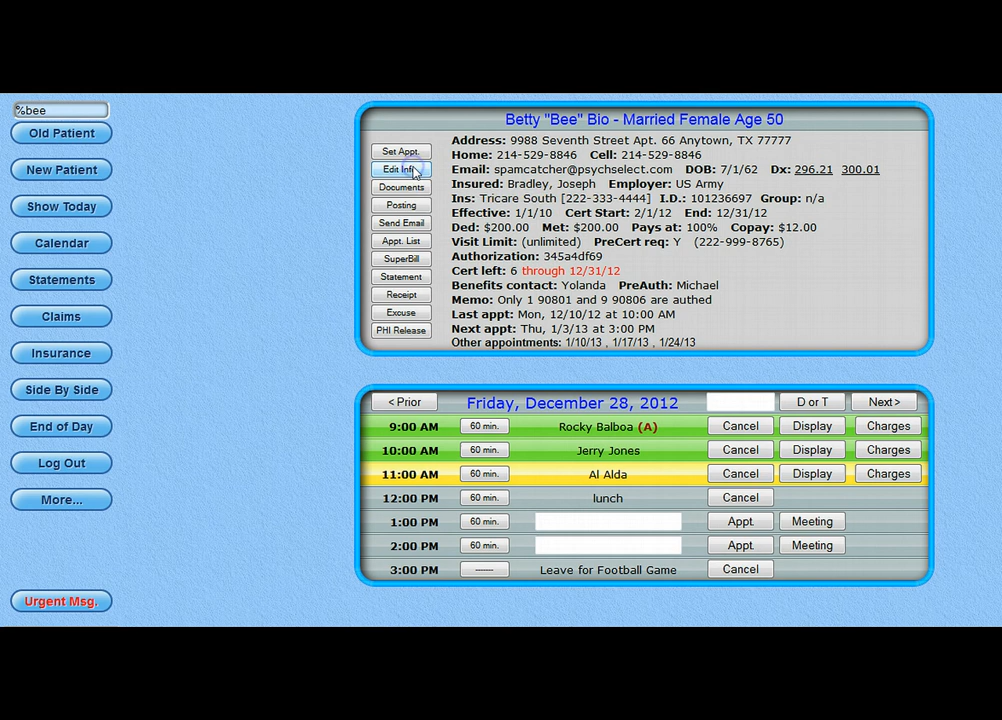 %bee
Old Patient
New Patient
Show Today
Calendar
Statements
Claims
Insurance
Side By Side
End of Day
Log Out
More...
Urgent Msg.
Betty "Bee" Bio - Married Female Age 50
Set Appt.
Edit Info
Documents
Posting
Send Email
Appt. List
SuperBill
Statement
Receipt
Excuse
PHI Release
Address: 9988 Seventh Street Apt. 66 Anytown, TX 77777
Home: 214-529-8846 Cell: 214-529-8846
Email: spamcatcher@psychselect.com DOB: 7/1/62 Dx: 296.21 300.01
Insured: Bradley, Joseph Employer: US Army
Ins: Tricare South [222-333-4444] I.D.: 101236697 Group: n/a
Effective: 1/1/10 Cert Start: 2/1/12 End: 12/31/12
Ded: $200.00 Met: $200.00 Pays at: 100% Copay: $12.00
Visit Limit: (unlimited) PreCert req: Y (222-999-8765)
Authorization: 345a4df69
Cert left: 6 through 12/31/12
Benefits contact: Yolanda PreAuth: Michael
Memo: Only 1 90801 and 9 90806 are authed
Last appt: Mon, 12/10/12 at 10:00 AM
Next appt: Thu, 1/3/13 at 3:00 PM
Other appointments: 1/10/13 , 1/17/13 , 1/24/13
< Prior Friday, December 28, 2012 D or T Next >
9:00 AM 60 min. Rocky Balboa (A) Cancel Display Charges
10:00 AM 60 min. Jerry Jones Cancel Display Charges
11:00 AM 60 min. Al Alda Cancel Display Charges
12:00 PM 60 min. lunch Cancel
1:00 PM 60 min. Appt. Meeting
2:00 PM 60 min. Appt. Meeting
3:00 PM ------ Leave for Football Game Cancel